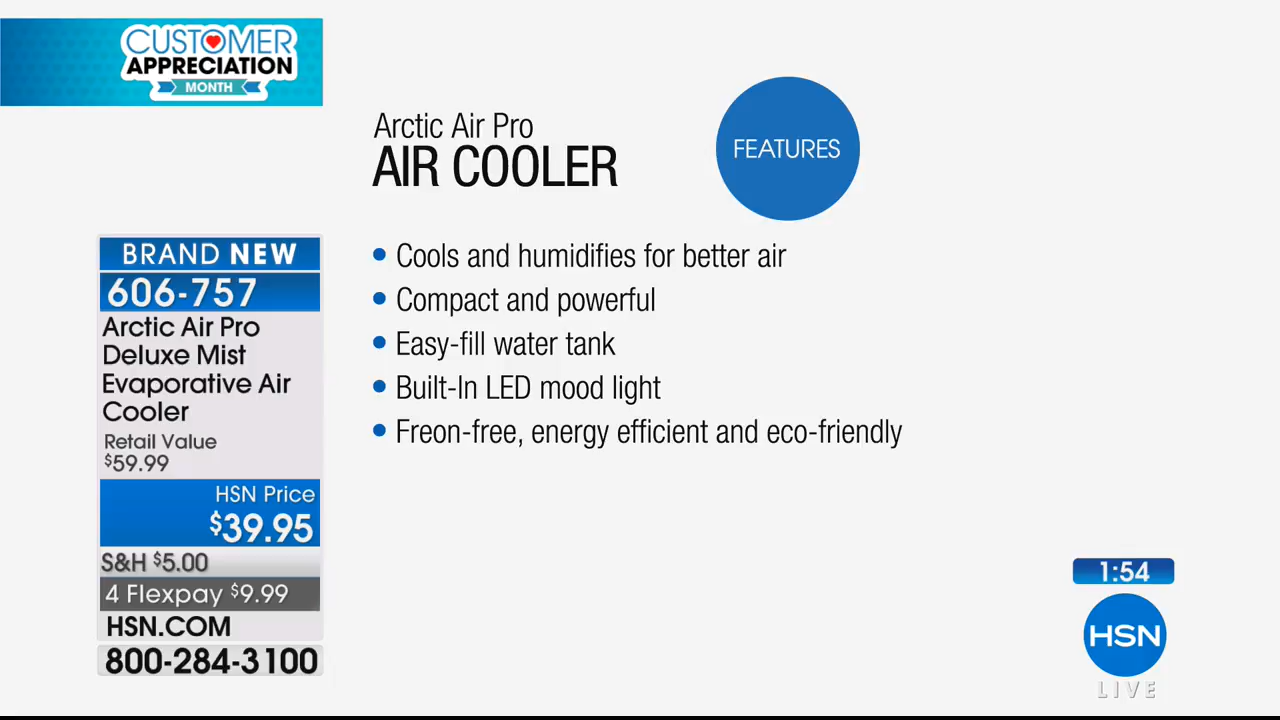 CUSTOMER
APPRECIATION
MONTH
Arctic Air Pro
AIR COOLER
FEATURES
• Cools and humidifies for better air
• Compact and powerful
• Easy-fill water tank
• Built-In LED mood light
• Freon-free, energy efficient and eco-friendly
BRAND NEW
606-757
Arctic Air Pro
Deluxe Mist
Evaporative Air
Cooler
Retail Value
$59.99
HSN Price
$39.95
S&H $5.00
4 Flexpay $9.99
HSN.COM
800-284-3100
1:54
HSN
LIVE